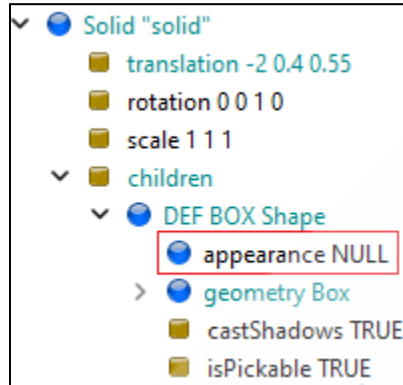 Solid "solid"
translation -2 0.4 0.55
rotation 0 0 1 0
scale 1 1 1
children
DEF BOX Shape
appearance NULL
geometry Box
castShadows TRUE
isPickable TRUE